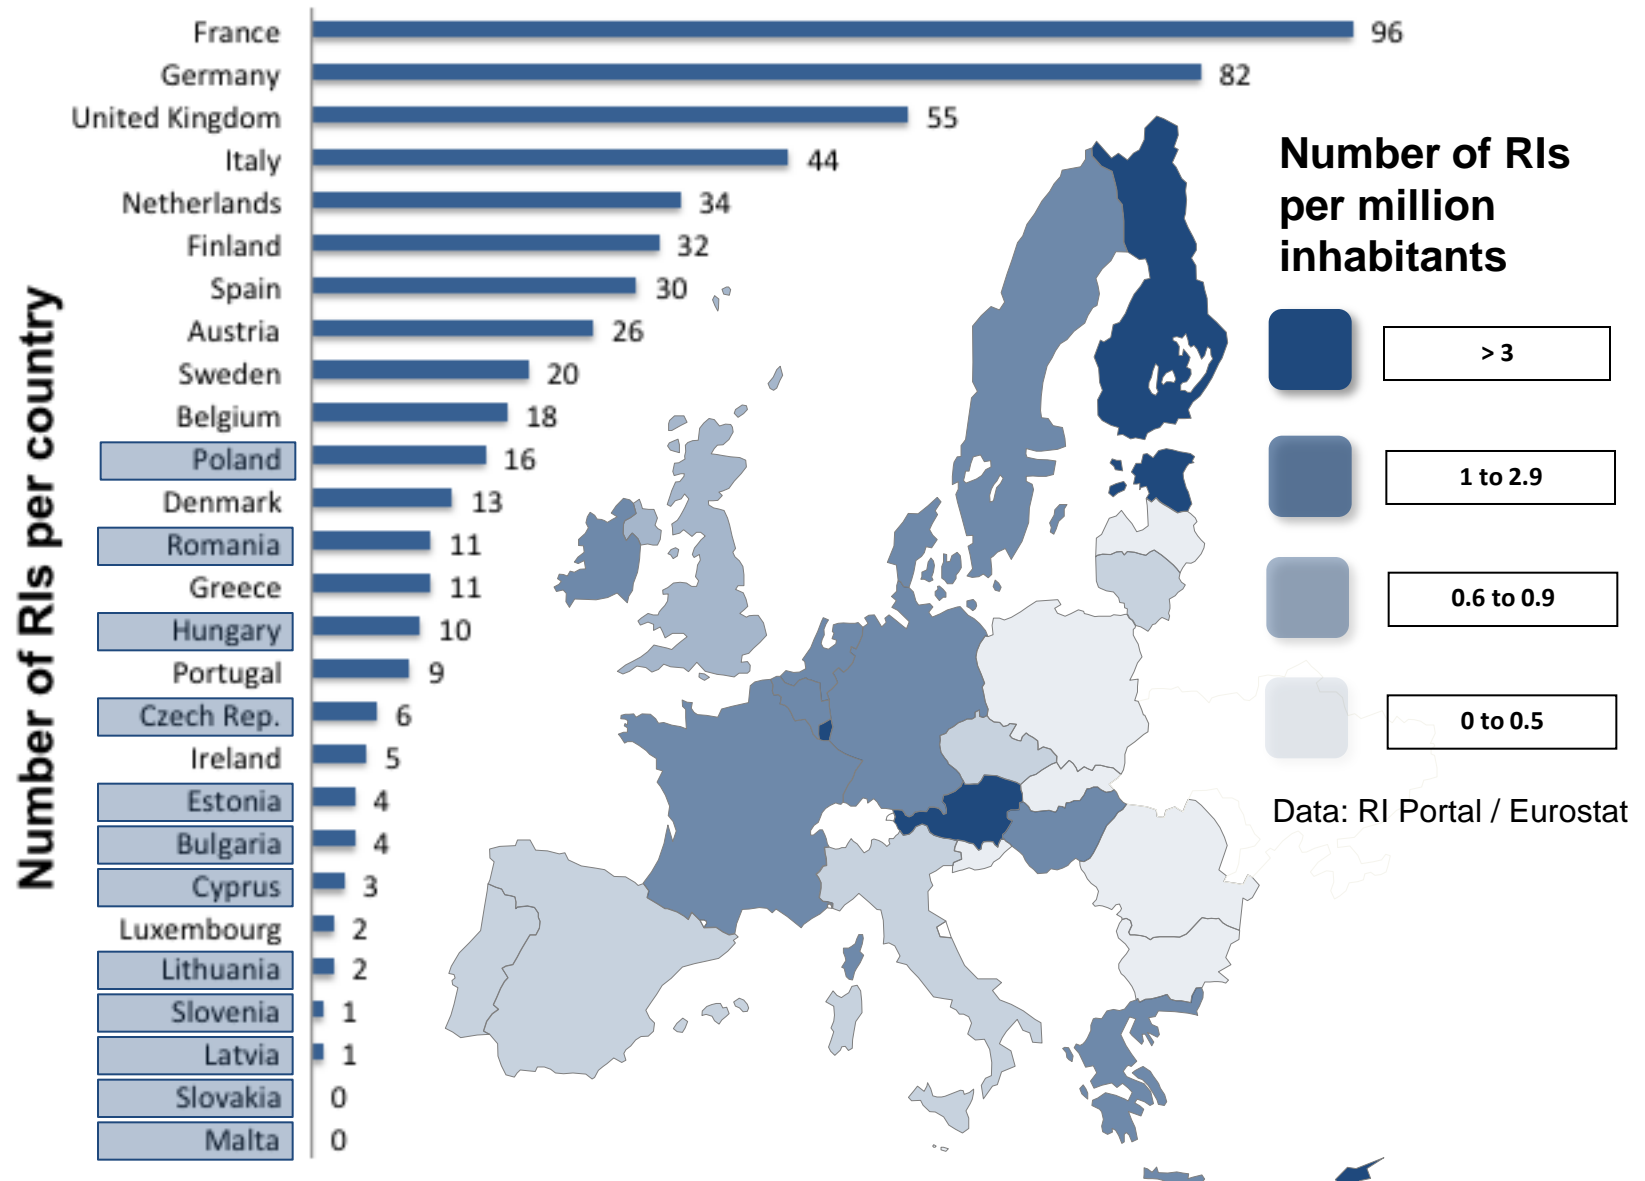 Number of RIs per country
France 96
Germany 82
United Kingdom 55
Italy 44
Netherlands 34
Finland 32
Spain 30
Austria 26
Sweden 20
Belgium 18
Poland 16
Denmark 13
Romania 11
Greece 11
Hungary 10
Portugal 9
Czech Rep. 6
Ireland 5
Estonia 4
Bulgaria 4
Cyprus 3
Luxembourg 2
Lithuania 2
Slovenia 1
Latvia 1
Slovakia 0
Malta 0
Number of RIs
per million
inhabitants
> 3
1 to 2.9
0.6 to 0.9
0 to 0.5
Data: RI Portal / Eurostat